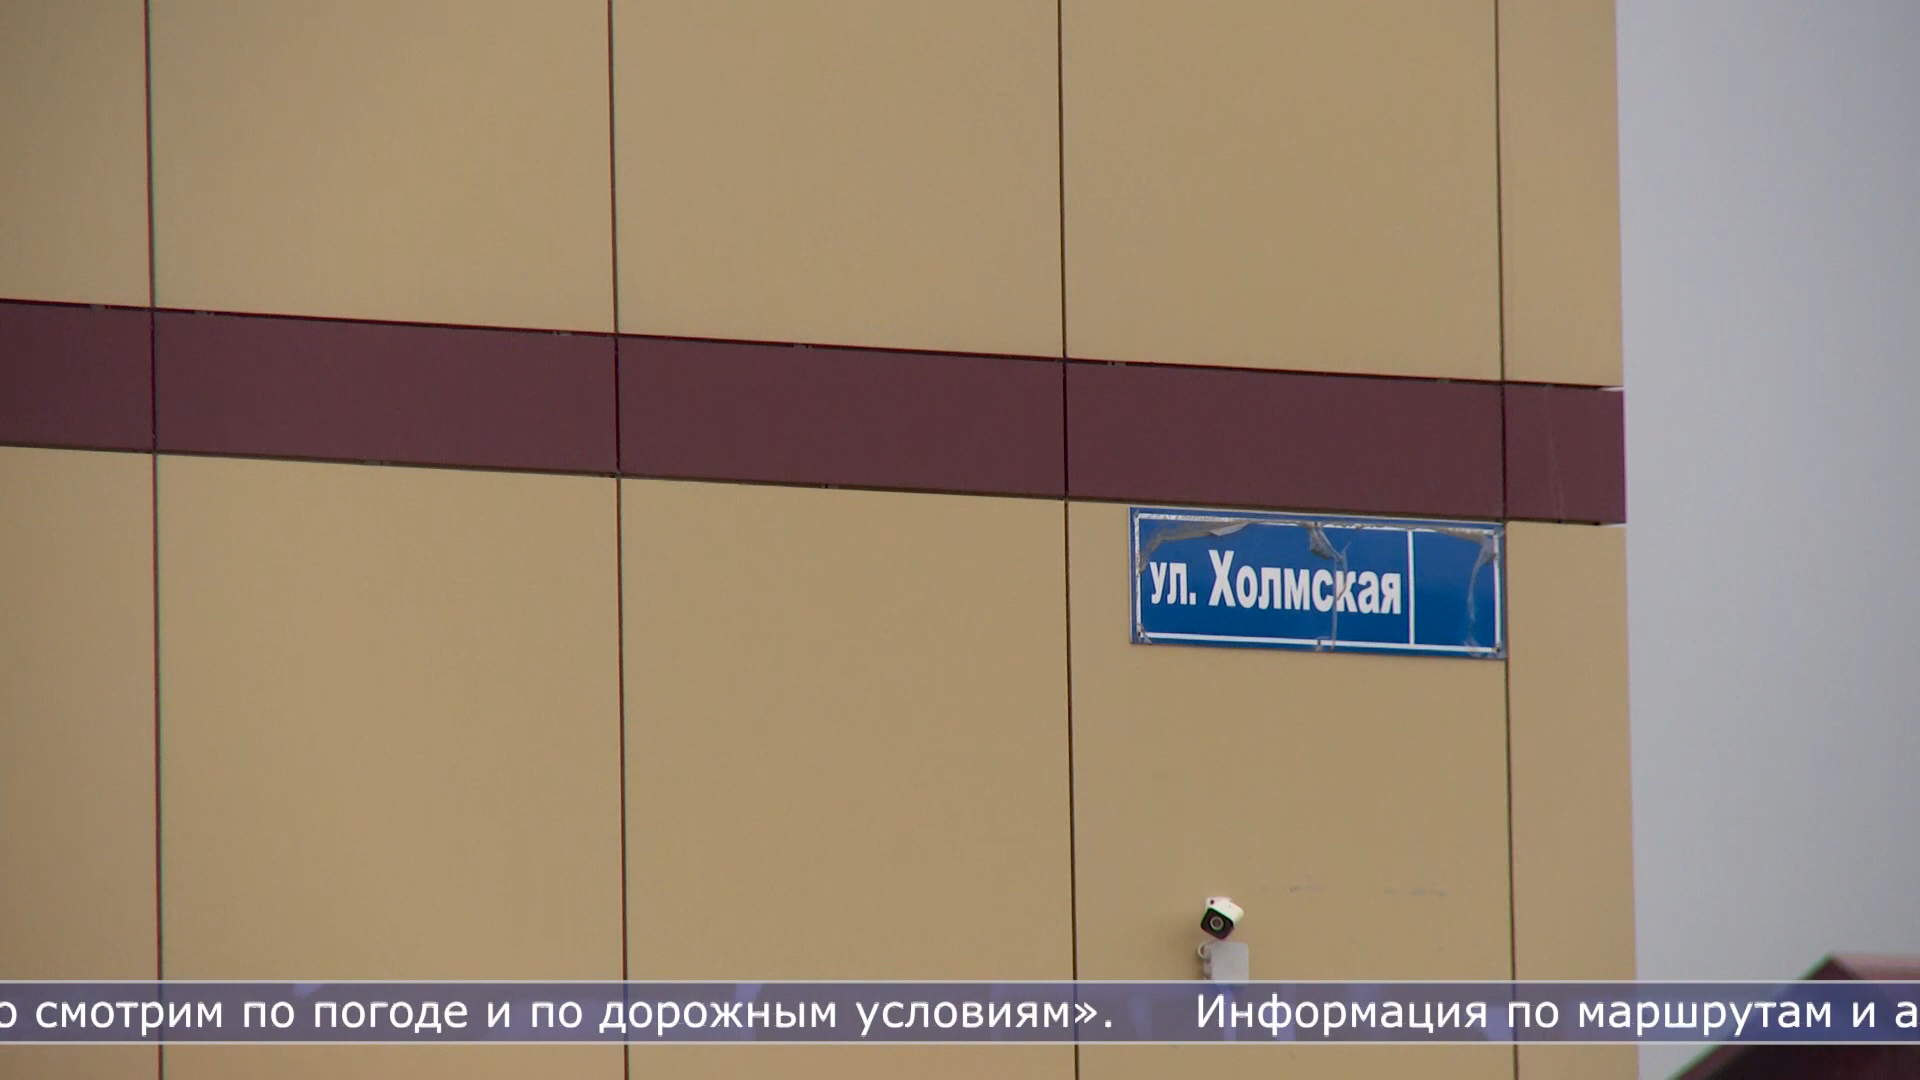 ул. Холмская
смотрим по погоде и по дорожным условиям». Информация по маршрутам и